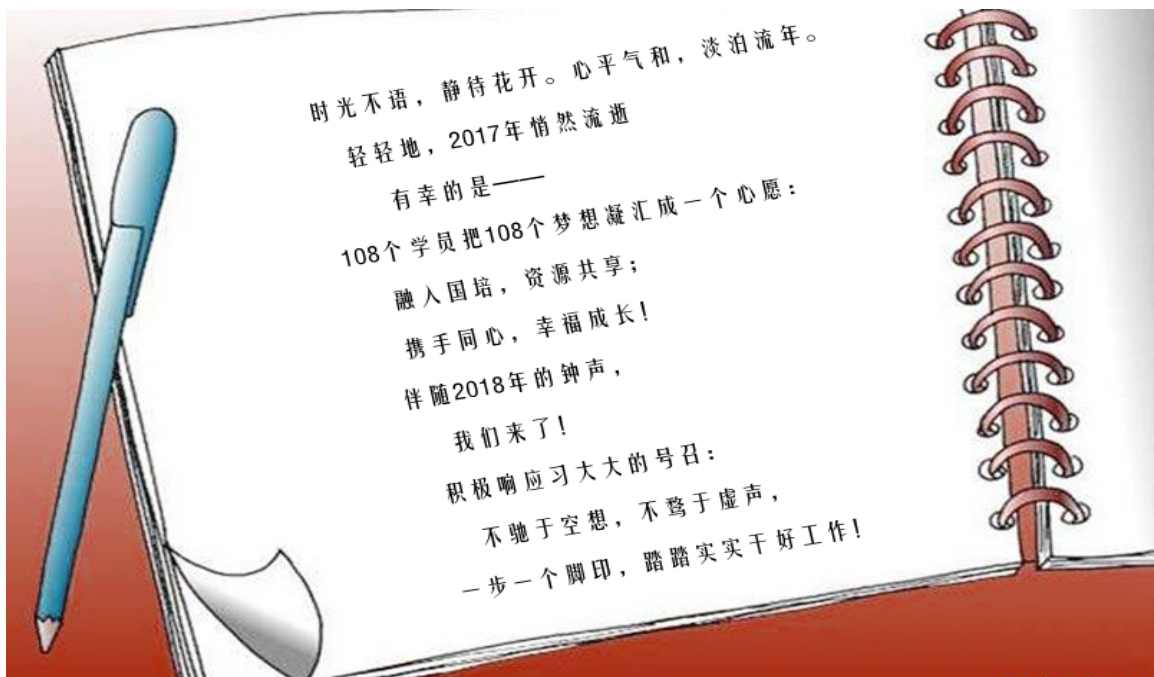 时光不语，静待花开。心平气和，淡泊流年。
轻轻地，2017年悄然流逝
有幸的是——
108个学员把108个梦想凝汇成一个心愿：
融入国培，资源共享；
携手同心，幸福成长！
伴随2018年的钟声，
我们来了！
积极响应习大大的号召：
不驰于空想，不骛于虚声，
一步一个脚印，踏踏实实干好工作！